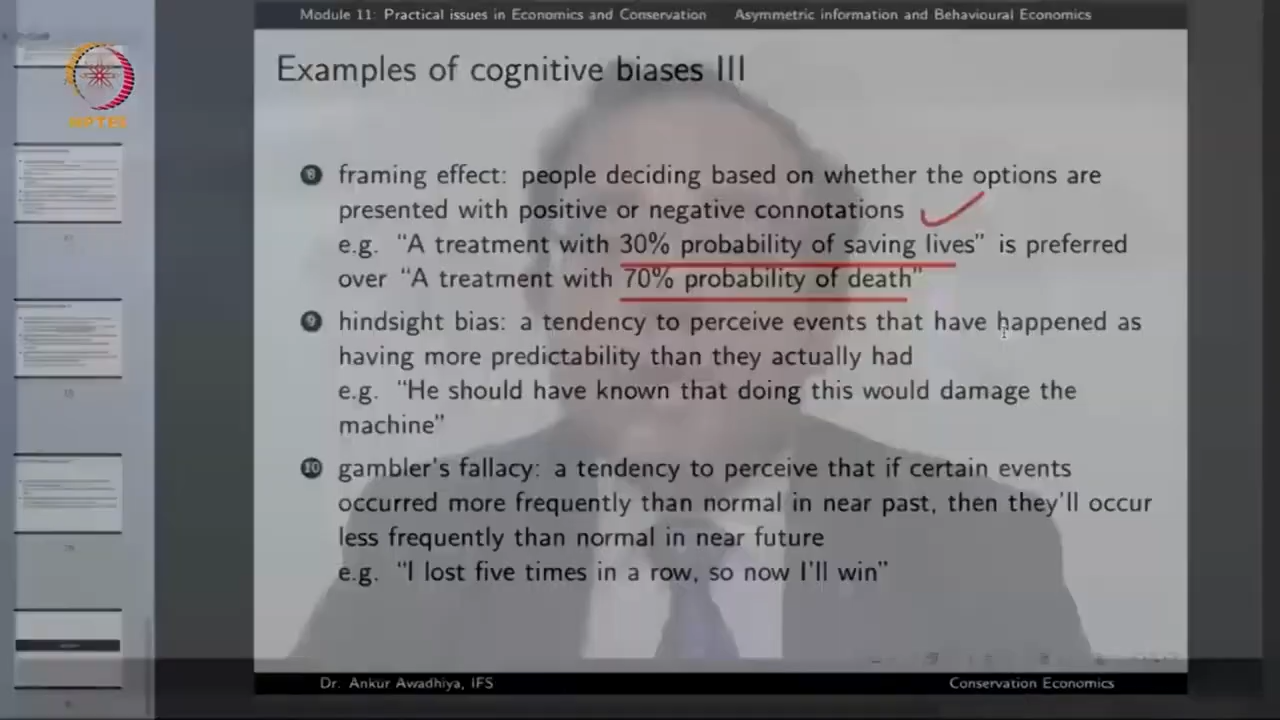 Module 11: Practical issues in Economics and Conservation Asymmetric information and Behavioural Economics
NPTEL
Examples of cognitive biases III
8 framing effect: people deciding based on whether the options are
presented with positive or negative connotations
e.g. “A treatment with 30% probability of saving lives” is preferred
over “A treatment with 70% probability of death”
9 hindsight bias: a tendency to perceive events that have happened as
having more predictability than they actually had
e.g. “He should have known that doing this would damage the
machine”
10 gambler's fallacy: a tendency to perceive that if certain events
occurred more frequently than normal in near past, then they'll occur
less frequently than normal in near future
e.g. “I lost five times in a row, so now I'll win”
Dr. Ankur Awadhiya, IFS Conservation Economics